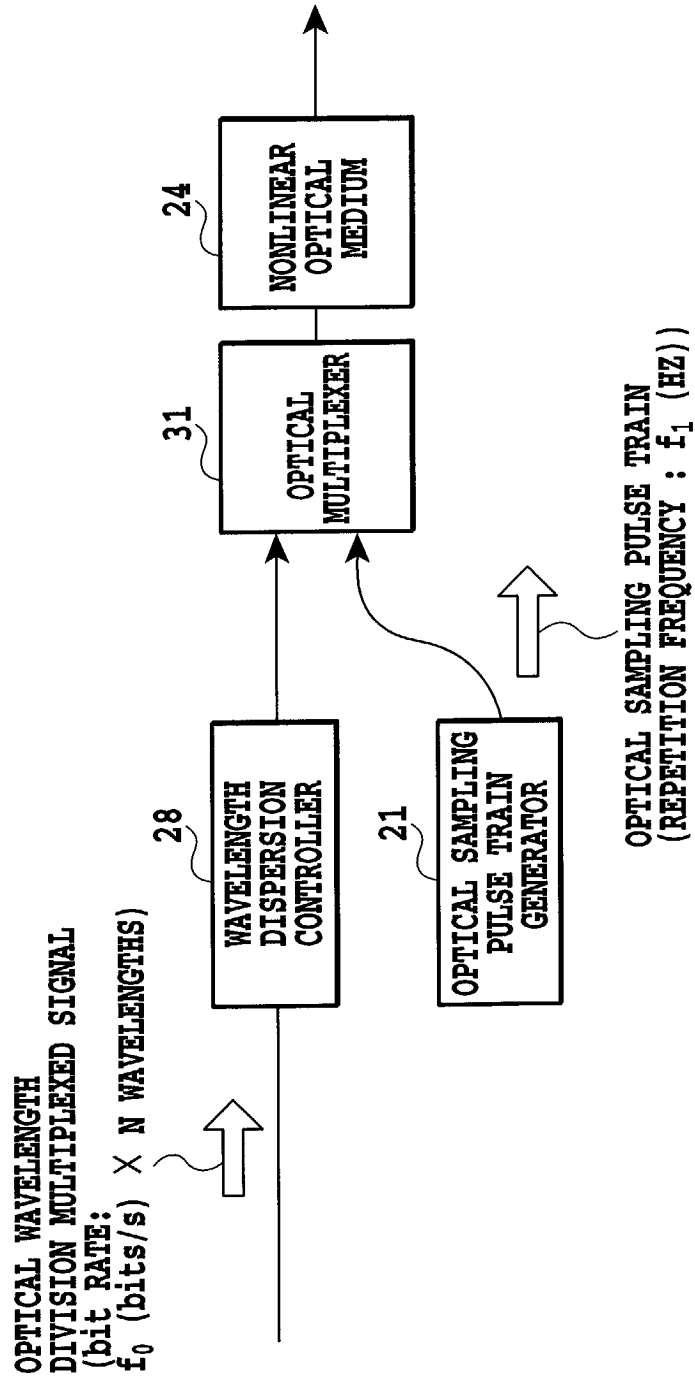 OPTICAL WAVELENGTH
DIVISION MULTIPLEXED SIGNAL
(bit RATE:
f0 (bits/s) × N WAVELENGTHS)
28
WAVELENGTH
DISPERSION
CONTROLLER
21
OPTICAL SAMPLING
PULSE TRAIN
GENERATOR
31
OPTICAL
MULTIPLEXER
24
NONLINEAR
OPTICAL
MEDIUM
OPTICAL SAMPLING PULSE TRAIN
(REPETITION FREQUENCY : f1 (HZ))